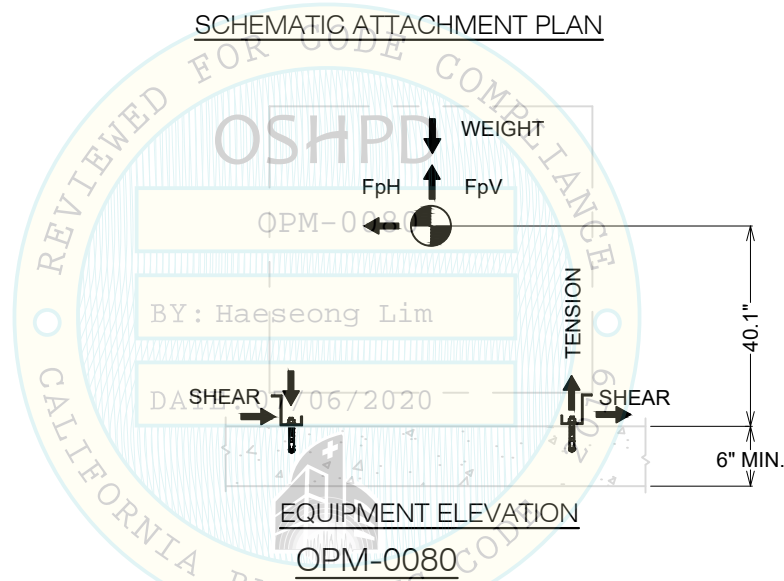 SCHEMATIC ATTACHMENT PLAN
REVIEWED FOR CODE COMPLIANCE
OSHPD
WEIGHT
FpH FpV
OPM-0080
BY: Haeseong Lim
TENSION
40.1"
SHEAR
06/2020
SHEAR
6" MIN.
EQUIPMENT ELEVATION
OPM-0080
CALIFORNIA
CODE